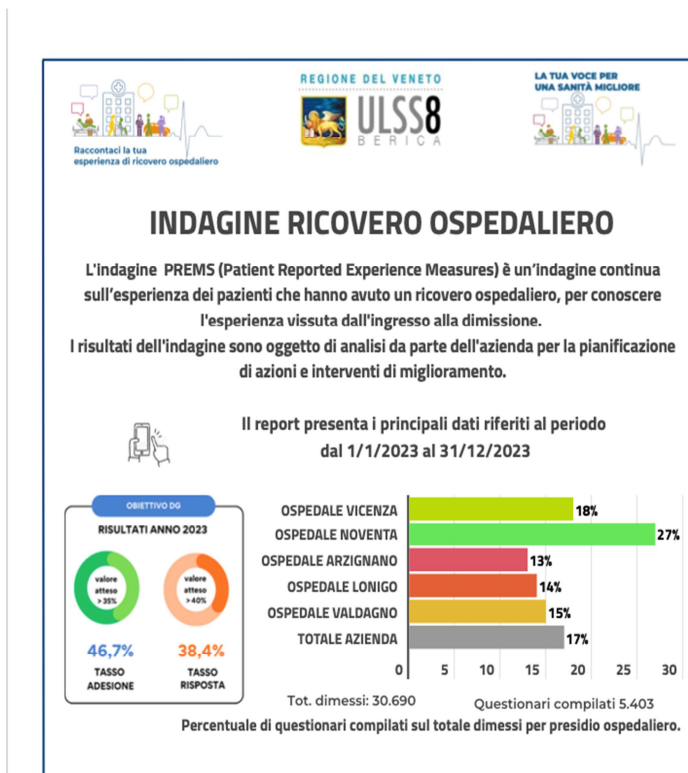 Raccontaci la tua
esperienza di ricovero ospedaliero
REGIONE DEL VENETO
ULSS8
BERICA
LA TUA VOCE PER
UNA SANITÀ MIGLIORE
INDAGINE RICOVERO OSPEDALIERO
L'indagine PREMS (Patient Reported Experience Measures) è un'indagine continua
sull'esperienza dei pazienti che hanno avuto un ricovero ospedaliero, per conoscere
l'esperienza vissuta dall'ingresso alla dimissione.
I risultati dell'indagine sono oggetto di analisi da parte dell'azienda per la pianificazione
di azioni e interventi di miglioramento.
Il report presenta i principali dati riferiti al periodo
dal 1/1/2023 al 31/12/2023
OBIETTIVO DG
RISULTATI ANNO 2023
valore
atteso
> 35%
valore
atteso
>40%
46,7%
38,4%
TASSO
ADESIONE
TASSO
RISPOSTA
OSPEDALE VICENZA 18%
OSPEDALE NOVENTA 27%
OSPEDALE ARZIGNANO 13%
OSPEDALE LONIGO 14%
OSPEDALE VALDAGNO 15%
TOTALE AZIENDA 17%
0 5 10 15 20 25 30
Tot. dimessi: 30.690
Questionari compilati 5.403
Percentuale di questionari compilati sul totale dimessi per presidio ospedaliero.